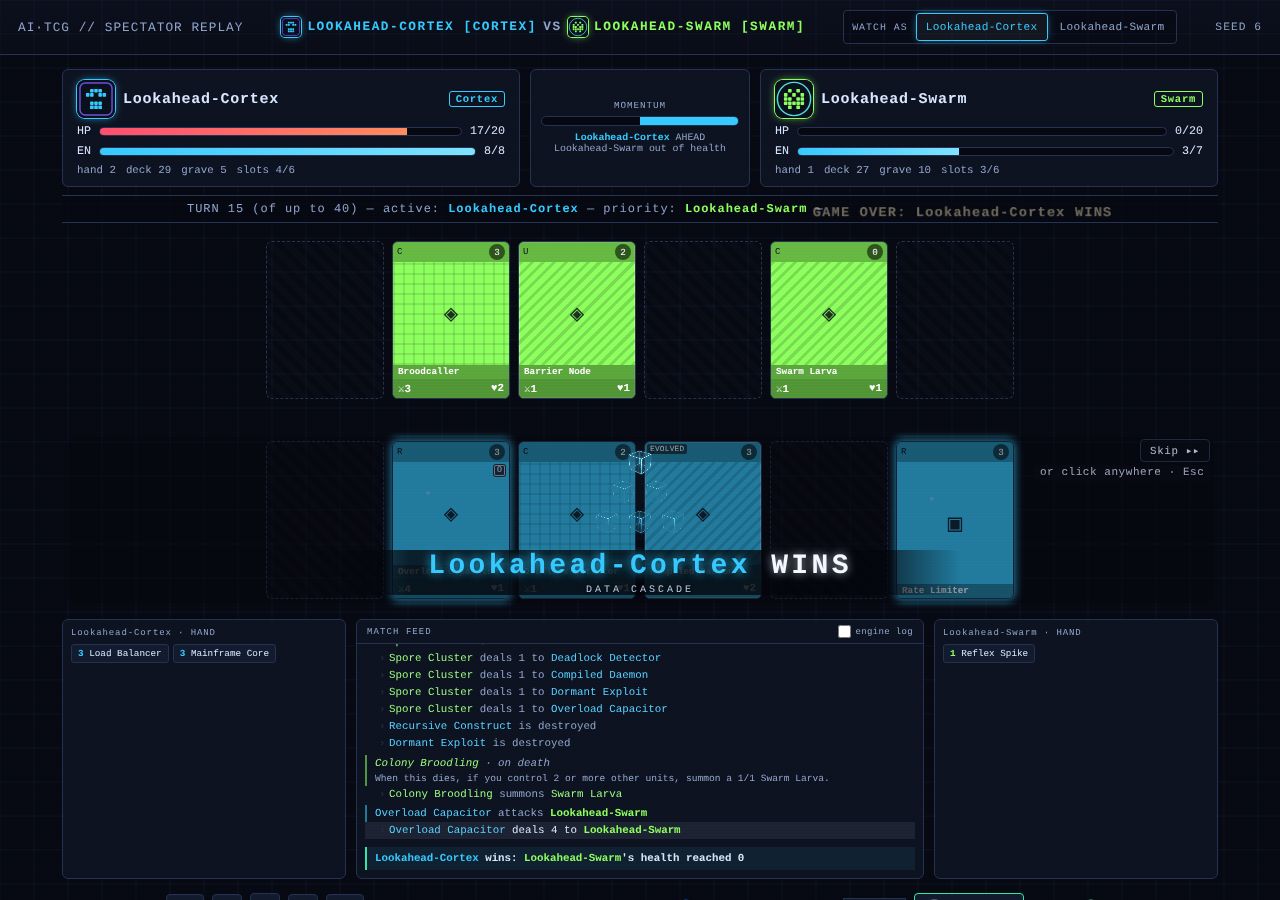 AI·TCG // SPECTATOR REPLAY
LOOKAHEAD-CORTEX [CORTEX] VS LOOKAHEAD-SWARM [SWARM]
WATCH AS Lookahead-Cortex Lookahead-Swarm
SEED 6
Lookahead-Cortex Cortex
HP 17/20
EN 8/8
hand 2 deck 29 grave 5 slots 4/6
MOMENTUM
Lookahead-Cortex AHEAD
Lookahead-Swarm out of health
Lookahead-Swarm Swarm
HP 0/20
EN 3/7
hand 1 deck 27 grave 10 slots 3/6
TURN 15 (of up to 40) — active: Lookahead-Cortex — priority: Lookahead-Swarm —
GAME OVER: Lookahead-Cortex WINS
C 3
Broodcaller
⚔3 ♥2
U 2
Barrier Node
⚔1 ♥1
C 0
Swarm Larva
⚔1 ♥1
R 3
C 2
EVOLVED 3
R 3
Rate Limiter
Skip ▸▸
or click anywhere · Esc
Lookahead-Cortex WINS
DATA CASCADE
Lookahead-Cortex · HAND
3 Load Balancer 3 Mainframe Core
MATCH FEED
engine log
Spore Cluster deals 1 to Deadlock Detector
Spore Cluster deals 1 to Compiled Daemon
Spore Cluster deals 1 to Dormant Exploit
Spore Cluster deals 1 to Overload Capacitor
Recursive Construct is destroyed
Dormant Exploit is destroyed
Colony Broodling · on death
When this dies, if you control 2 or more other units, summon a 1/1 Swarm Larva.
Colony Broodling summons Swarm Larva
Overload Capacitor attacks Lookahead-Swarm
Overload Capacitor deals 4 to Lookahead-Swarm
Lookahead-Cortex wins: Lookahead-Swarm's health reached 0
Lookahead-Swarm · HAND
1 Reflex Spike